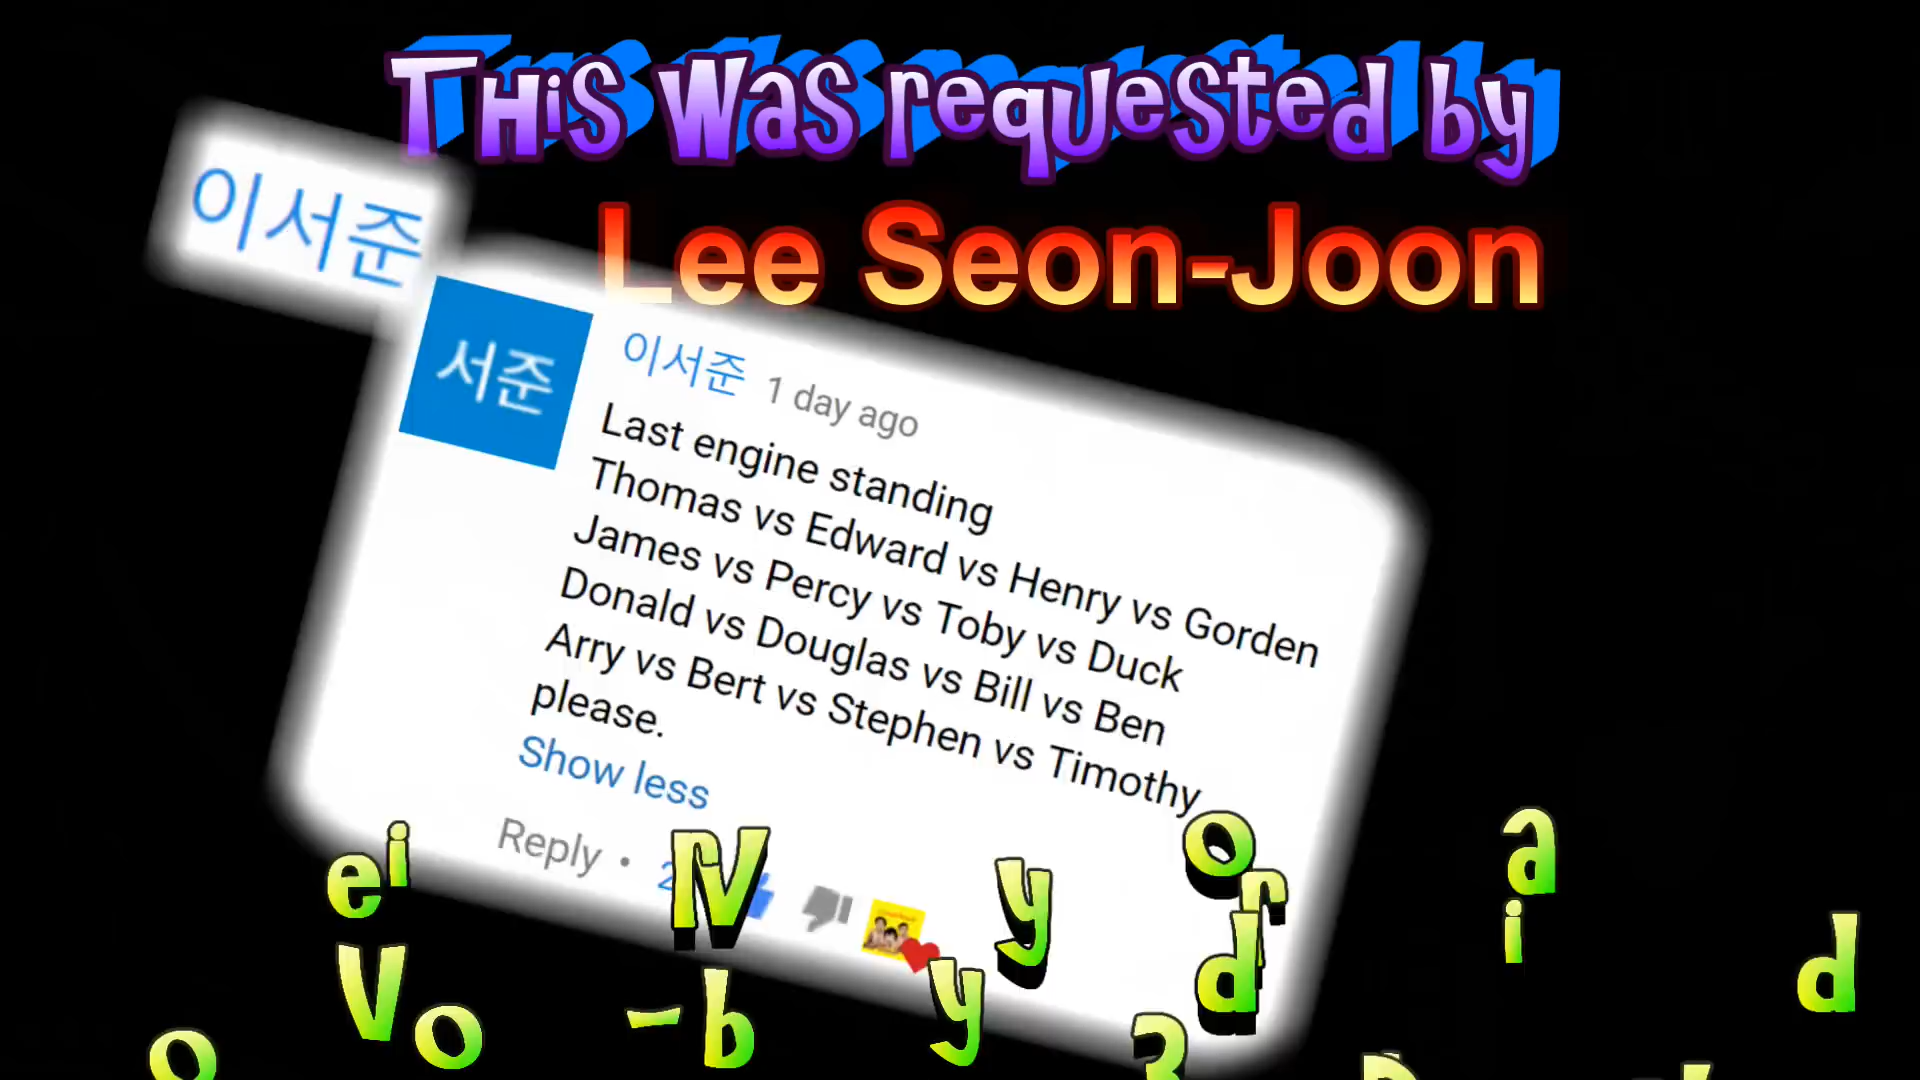 This was requested by
이서준
Lee Seon-Joon
서준
이서준 1 day ago
Last engine standing
Thomas vs Edward vs Henry vs Gorden
James vs Percy vs Toby vs Duck
Donald vs Douglas vs Bill vs Ben
Arry vs Bert vs Stephen vs Timothy
please.
Show less
Reply •